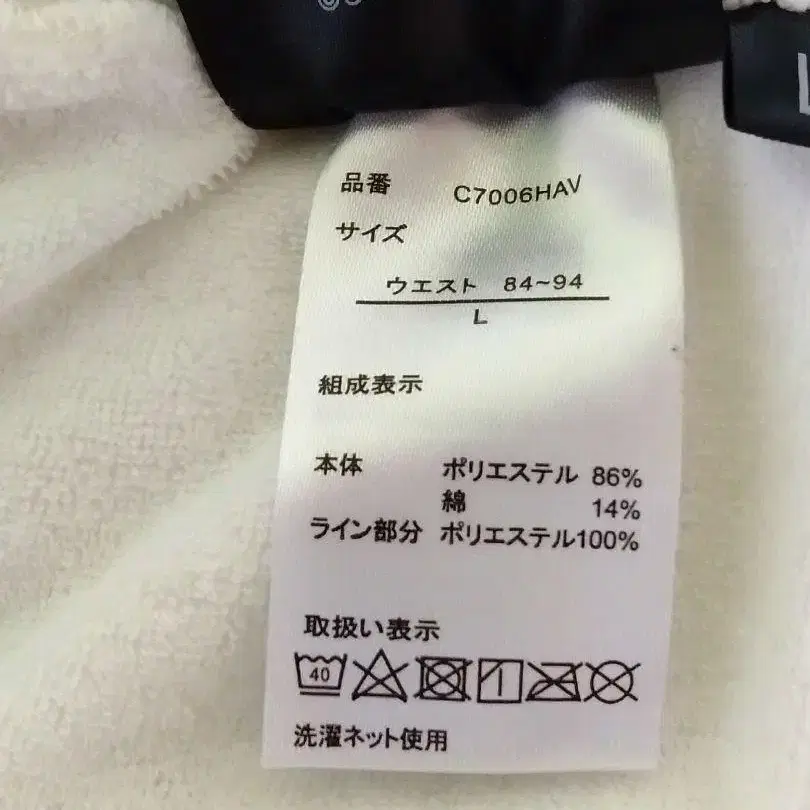 品番 C7006HAV
サイズ
ウエスト 84~94
L
組成表示
本体 ポリエステル 86%
綿 14%
ライン部分 ポリエステル100%
取扱い表示
40
洗濯ネット使用